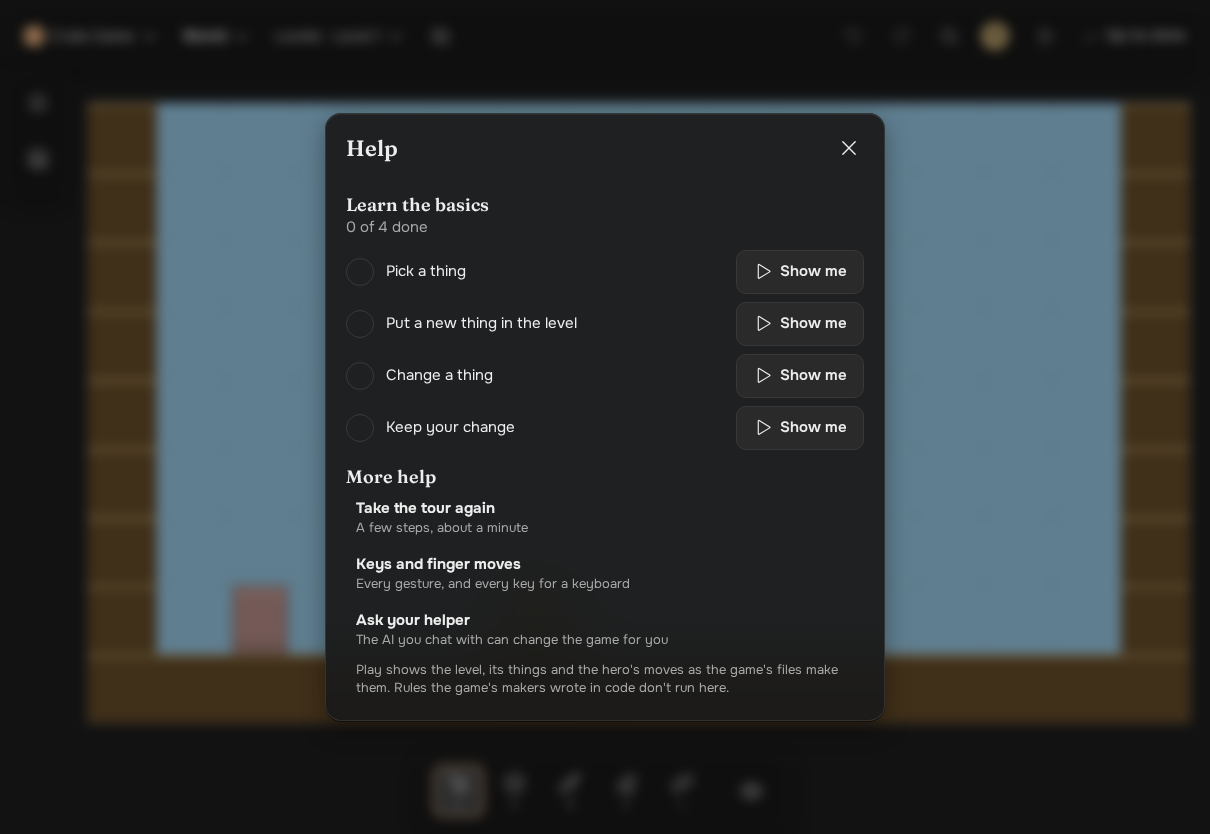 Help
Learn the basics
0 of 4 done
Pick a thing
Show me
Put a new thing in the level
Show me
Change a thing
Show me
Keep your change
Show me
More help
Take the tour again
A few steps, about a minute
Keys and finger moves
Every gesture, and every key for a keyboard
Ask your helper
The AI you chat with can change the game for you
Play shows the level, its things and the hero's moves as the game's files make
them. Rules the game's makers wrote in code don't run here.